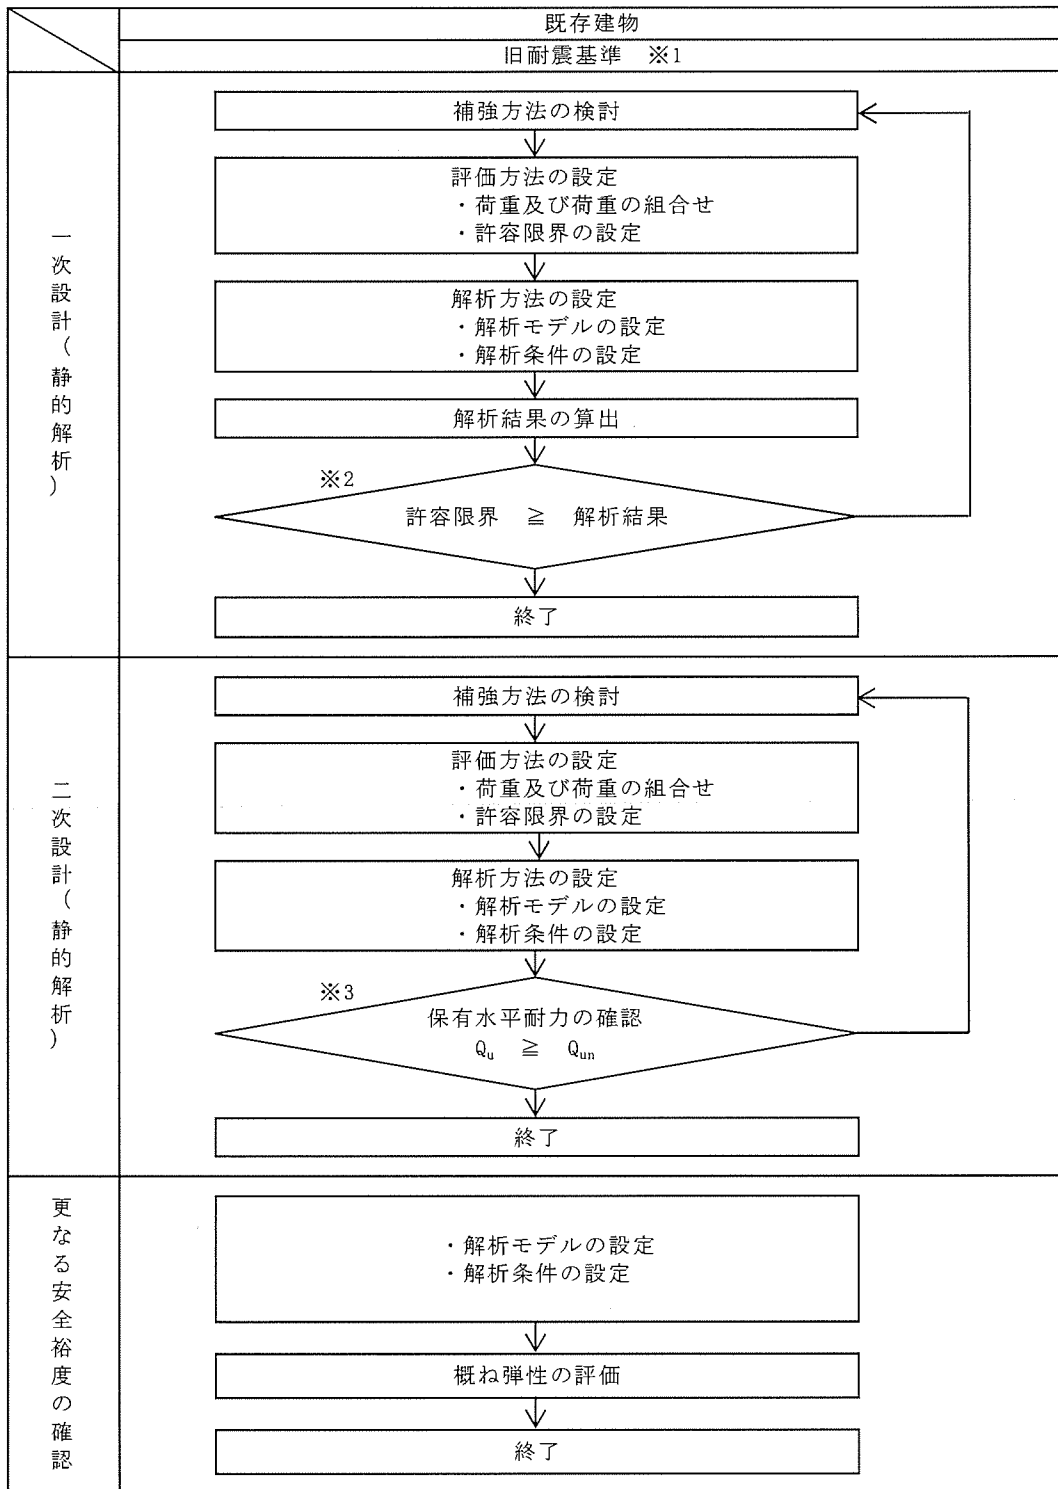 既存建物
旧耐震基準 ※1
一次設計(静的解析)
補強方法の検討
評価方法の設定
・荷重及び荷重の組合せ
・許容限界の設定
解析方法の設定
・解析モデルの設定
・解析条件の設定
解析結果の算出
※2
許容限界 ≧ 解析結果
終了
二次設計(静的解析)
補強方法の検討
評価方法の設定
・荷重及び荷重の組合せ
・許容限界の設定
解析方法の設定
・解析モデルの設定
・解析条件の設定
※3
保有水平耐力の確認
Qu ≧ Qun
終了
更なる安全裕度の確認
・解析モデルの設定
・解析条件の設定
概ね弾性の評価
終了